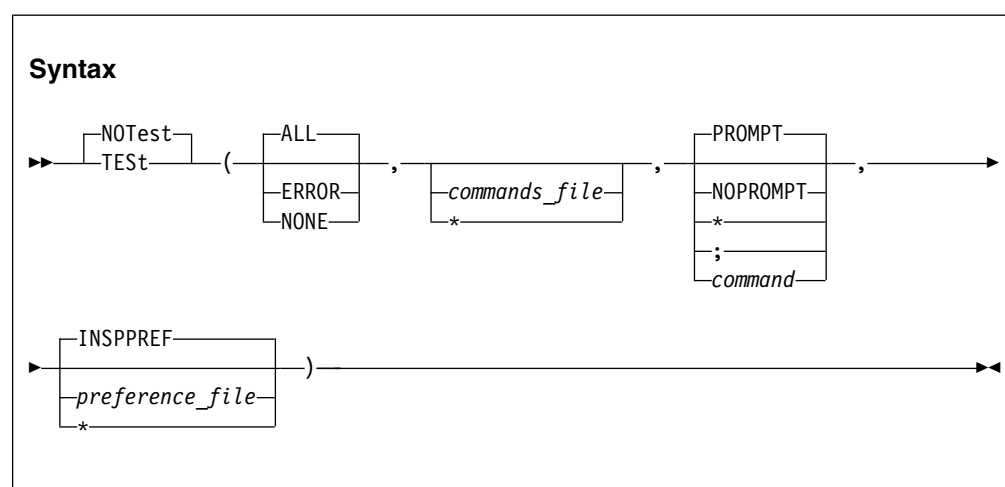 Syntax
NOTest ALL PROMPT
TESt ( , , ,
ERROR commands_file NOPROMPT
NONE * *
;
command
INSPPREF
)
preference_file
*